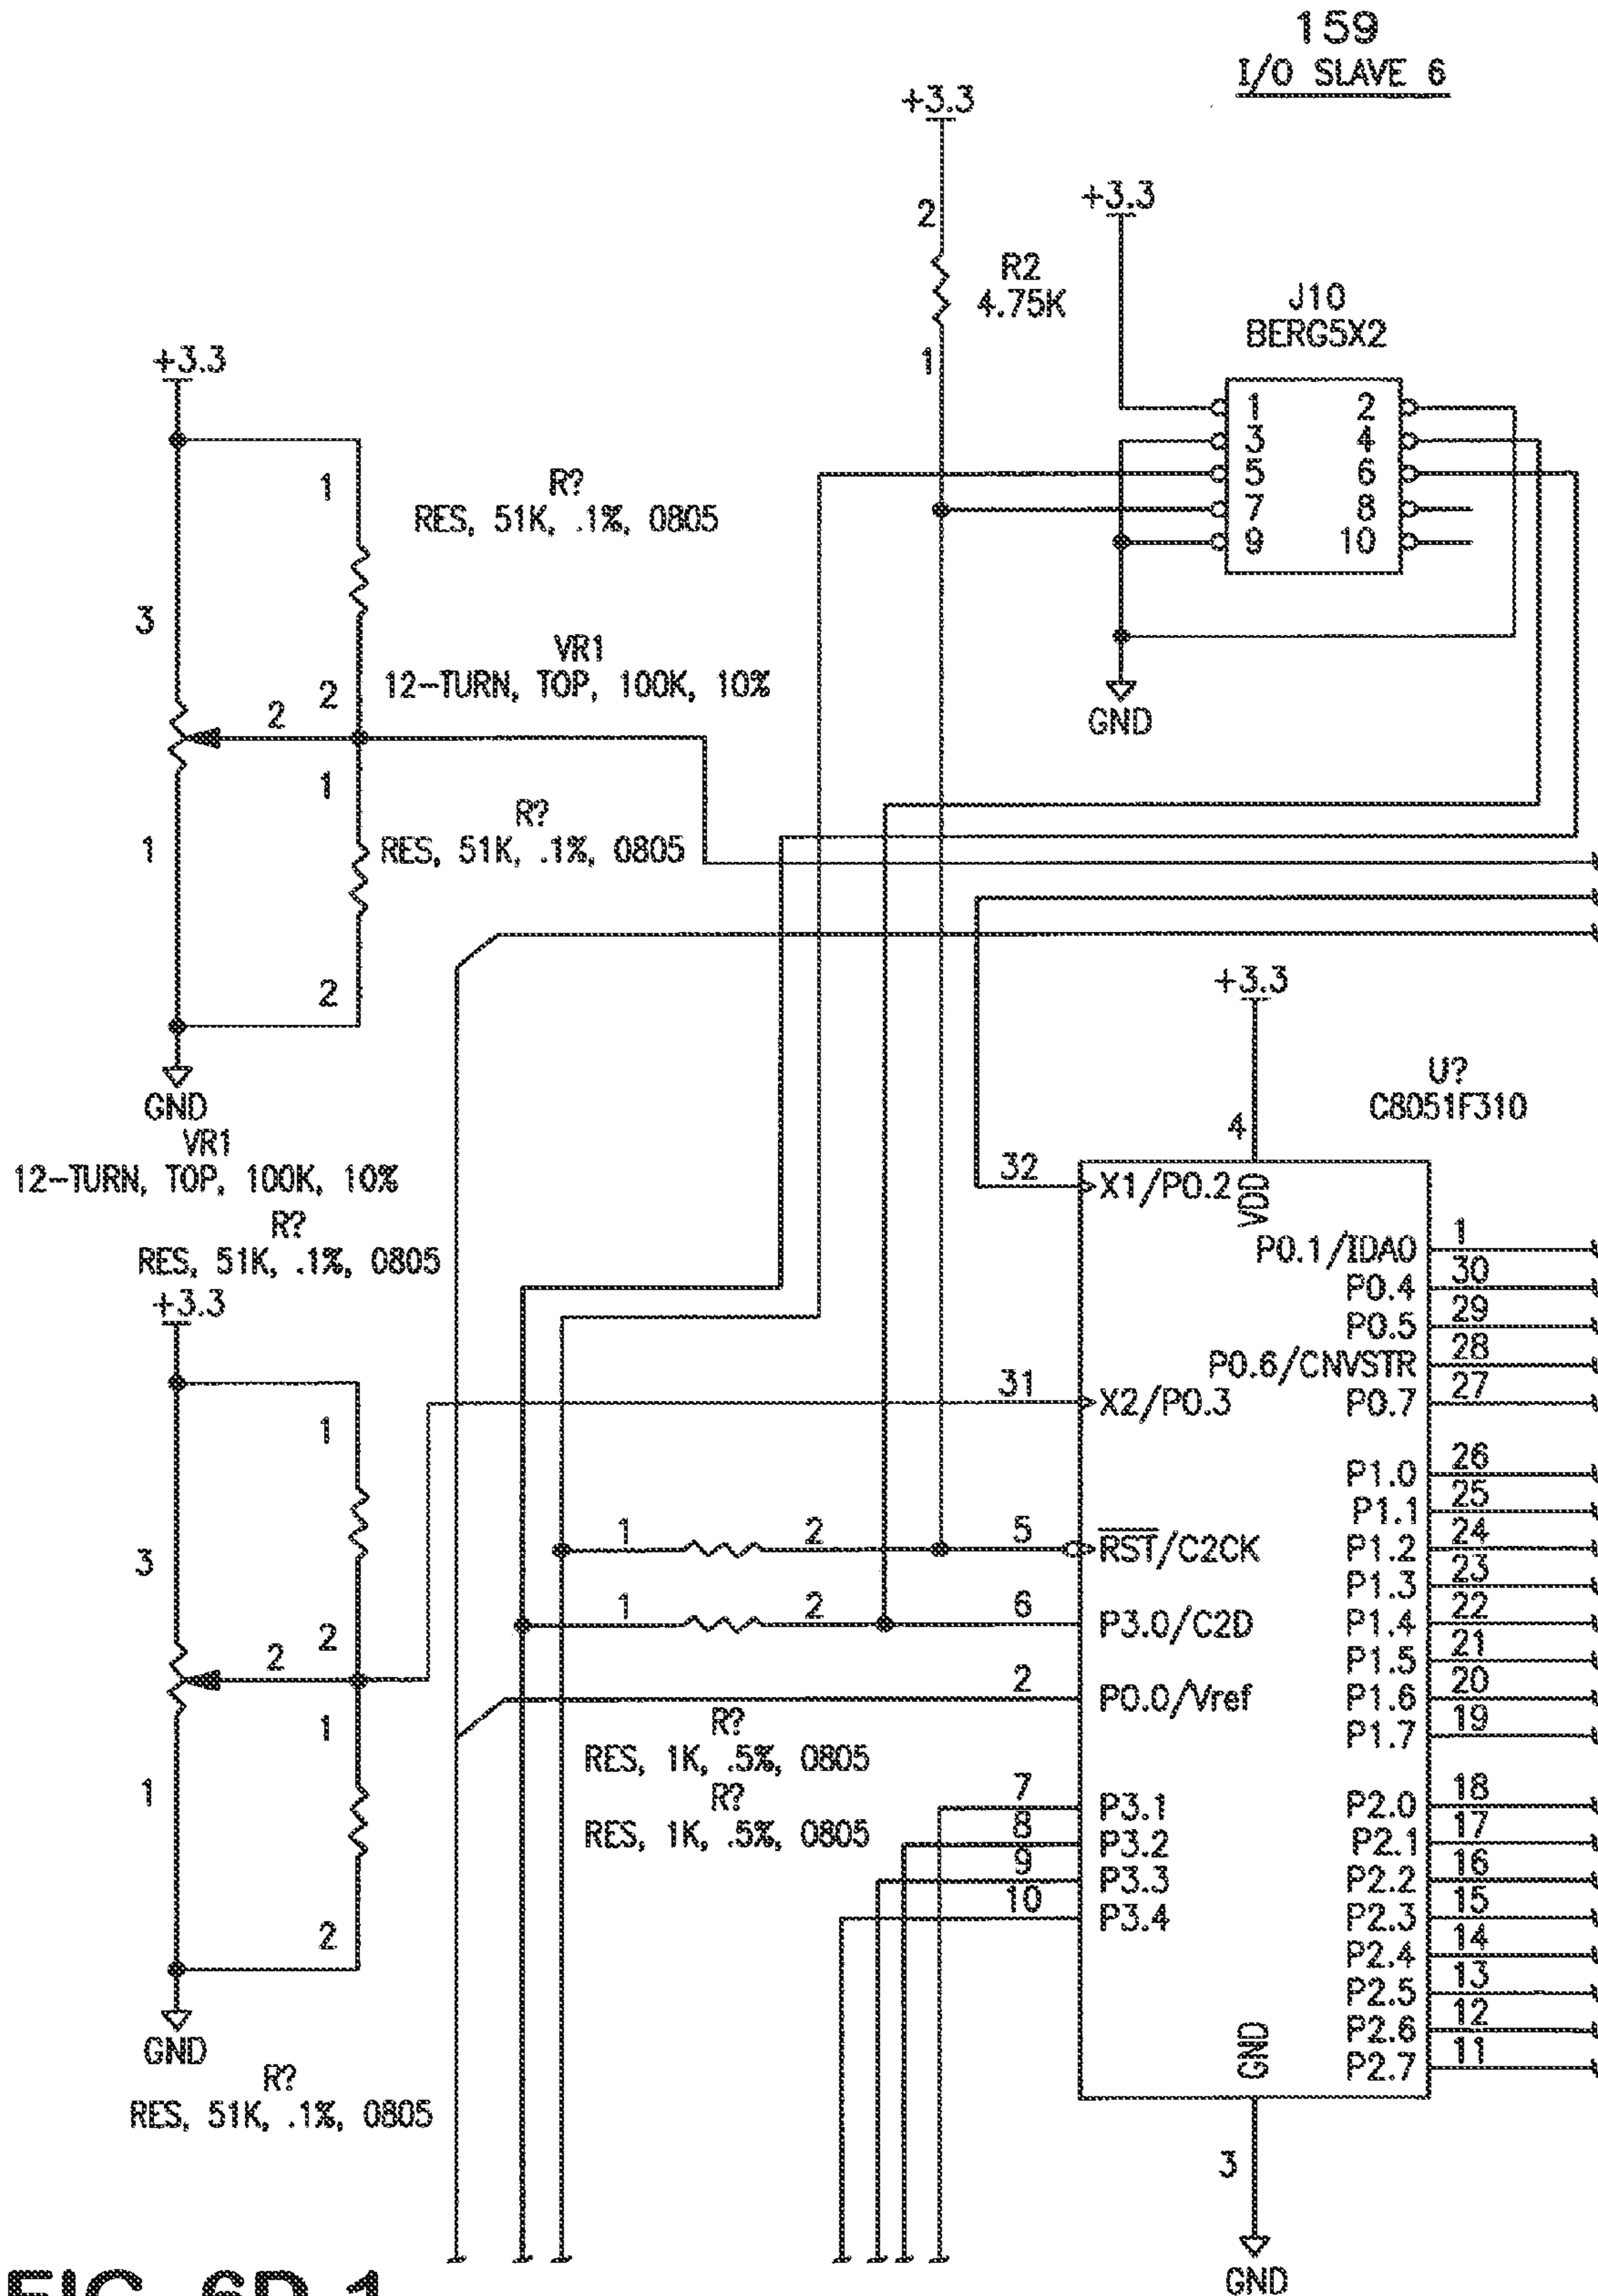 159
I/O SLAVE 6
+3.3
+3.3
2
R2
4.75K
1
J10
BERG5X2
1 2
3 4
5 6
7 8
9 10
GND
+3.3
1
R?
RES, 51K, .1%, 0805
3
VR1
12-TURN, TOP, 100K, 10%
2
2
1
R?
RES, 51K, .1%, 0805
1
2
GND
VR1
12-TURN, TOP, 100K, 10%
R?
RES, 51K, .1%, 0805
+3.3
1
3
2
2
1
1
2
GND
R?
RES, 51K, .1%, 0805
+3.3
U?
C8051F310
4
VDD
32 X1/P0.2
P0.1/IDA0 1
P0.4 30
P0.5 29
P0.6/CNVSTR 28
31 X2/P0.3
P0.7 27
P1.0 26
P1.1 25
1 2 5 RST/C2CK
P1.2 24
P1.3 23
1 2 6 P3.0/C2D
P1.4 22
P1.5 21
2 P0.0/Vref
P1.6 20
P1.7 19
R?
RES, 1K, .5%, 0805
R?
RES, 1K, .5%, 0805
7 P3.1
P2.0 18
8 P3.2
P2.1 17
9 P3.3
P2.2 16
10 P3.4
P2.3 15
P2.4 14
P2.5 13
P2.6 12
P2.7 11
GND
3
GND
FIG. 6D-1